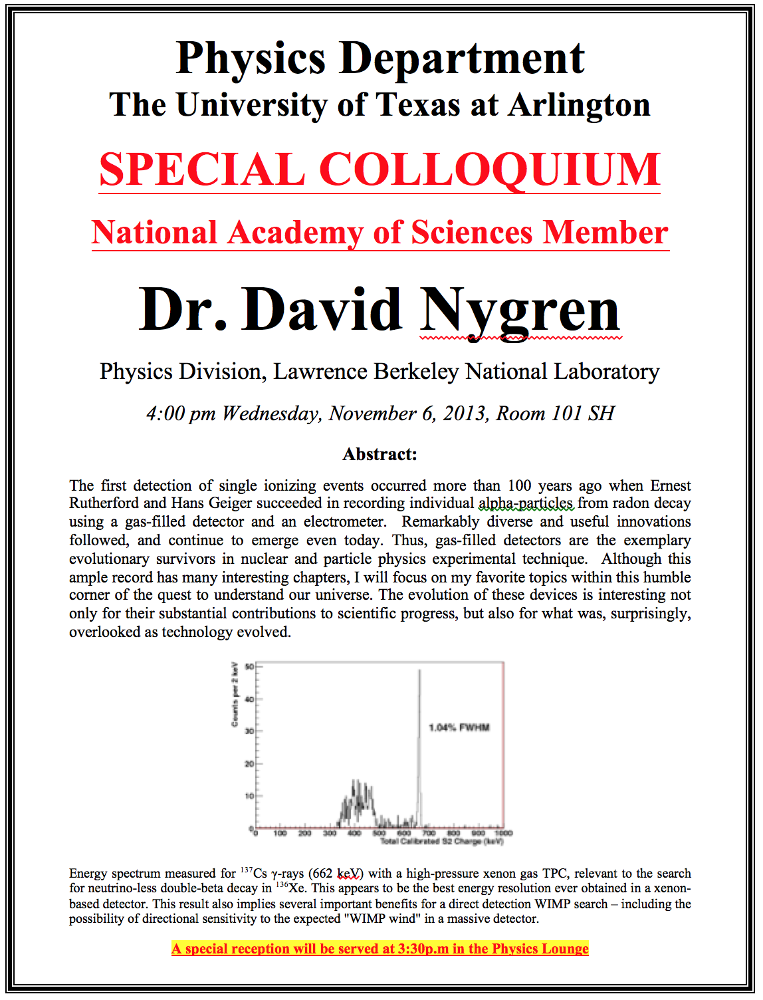 Physics Department
The University of Texas at Arlington
SPECIAL COLLOQUIUM
National Academy of Sciences Member
Dr. David Nygren
Physics Division, Lawrence Berkeley National Laboratory
4:00 pm Wednesday, November 6, 2013, Room 101 SH
Abstract:
The first detection of single ionizing events occurred more than 100 years ago when Ernest
Rutherford and Hans Geiger succeeded in recording individual alpha-particles from radon decay
using a gas-filled detector and an electrometer. Remarkably diverse and useful innovations
followed, and continue to emerge even today. Thus, gas-filled detectors are the exemplary
evolutionary survivors in nuclear and particle physics experimental technique. Although this
ample record has many interesting chapters, I will focus on my favorite topics within this humble
corner of the quest to understand our universe. The evolution of these devices is interesting not
only for their substantial contributions to scientific progress, but also for what was, surprisingly,
overlooked as technology evolved.
Counts per 2 keV
50
40
30
20
10
0
1.04% FWHM
0 100 200 300 400 500 600 700 800 900 1000
Total Calibrated S2 Charge (keV)
Energy spectrum measured for ¹³⁷Cs γ-rays (662 keV) with a high-pressure xenon gas TPC, relevant to the search
for neutrino-less double-beta decay in ¹³⁶Xe. This appears to be the best energy resolution ever obtained in a xenon-
based detector. This result also implies several important benefits for a direct detection WIMP search – including the
possibility of directional sensitivity to the expected "WIMP wind" in a massive detector.
A special reception will be served at 3:30p.m in the Physics Lounge